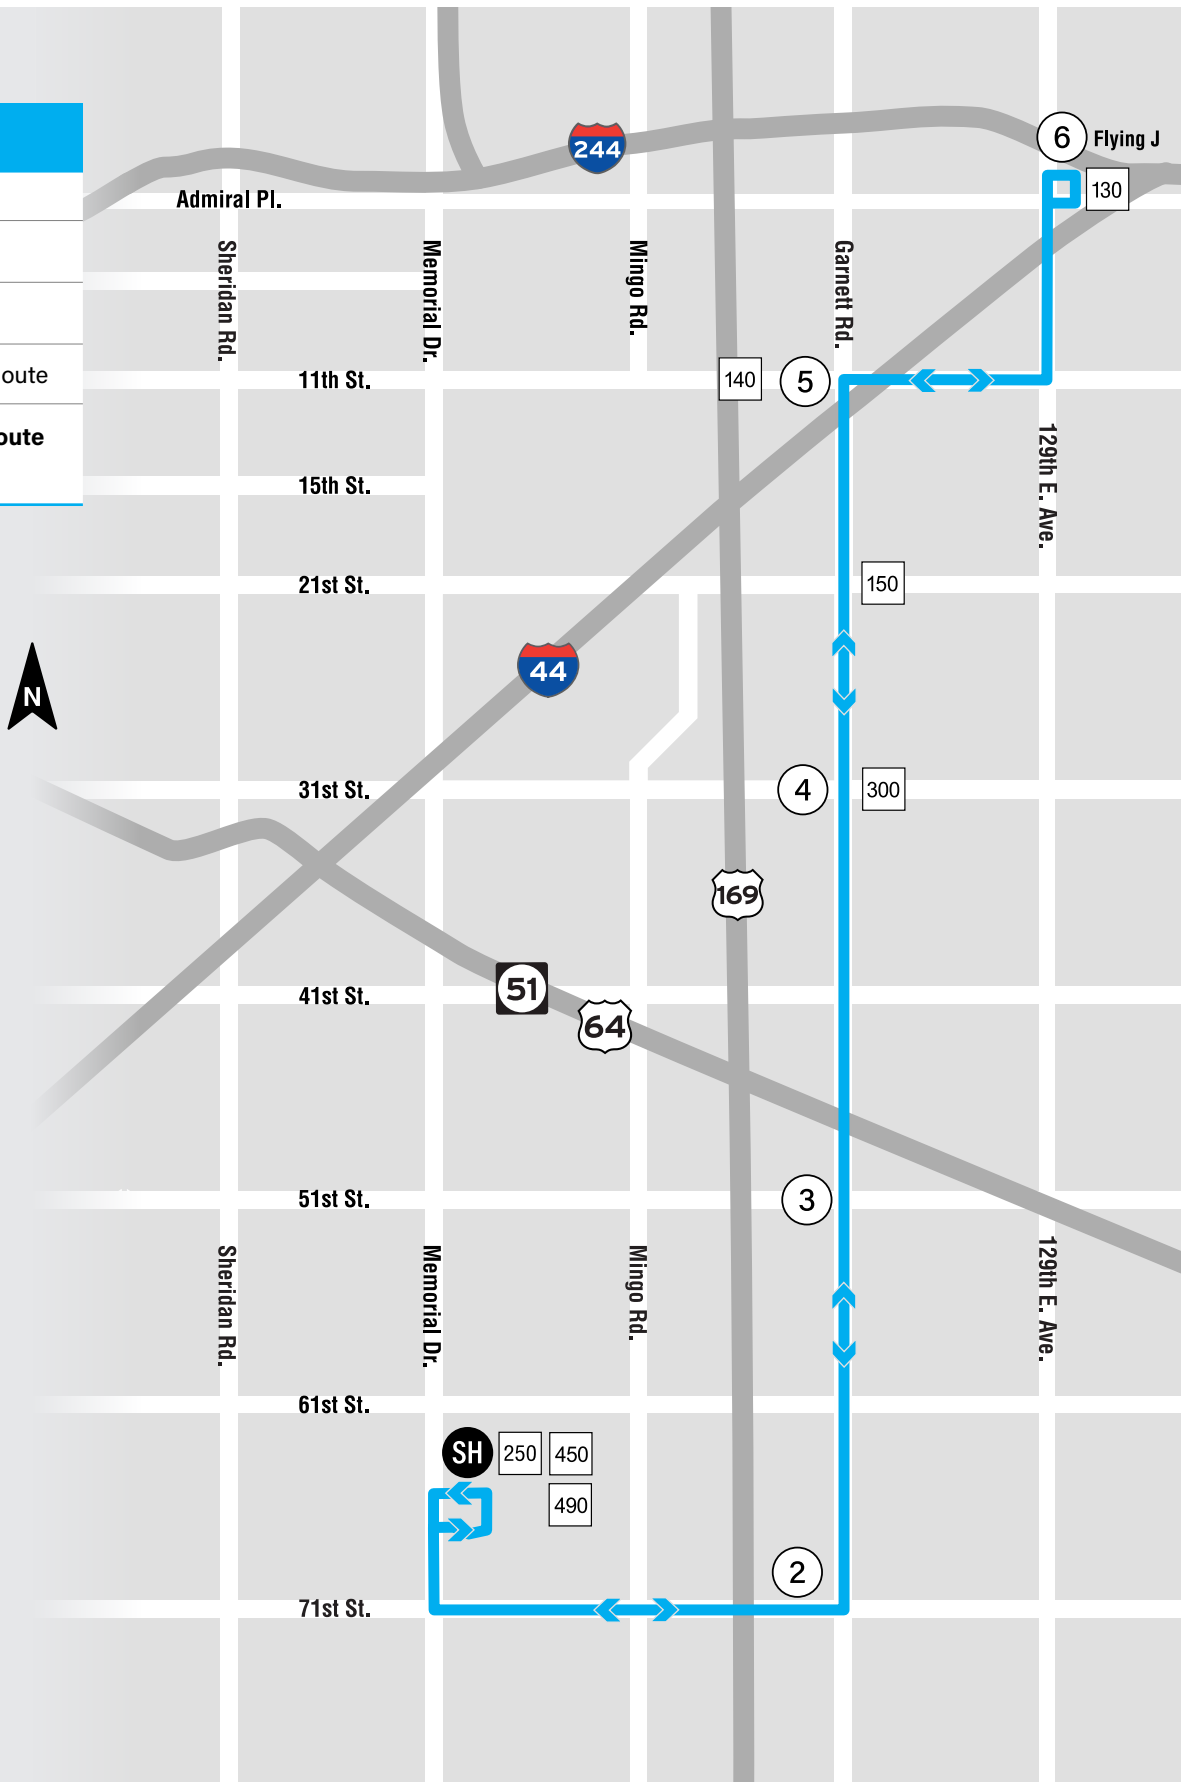 244
6
Flying J
130
Admiral Pl.
Sheridan Rd.
Memorial Dr.
Mingo Rd.
Garnett Rd.
oute
11th St.
140
5
oute
129th E. Ave.
15th St.
21st St.
150
44
N
31st St.
4
300
169
51
41st St.
64
51st St.
3
Sheridan Rd.
Memorial Dr.
Mingo Rd.
129th E. Ave.
61st St.
SH
250
450
490
2
71st St.